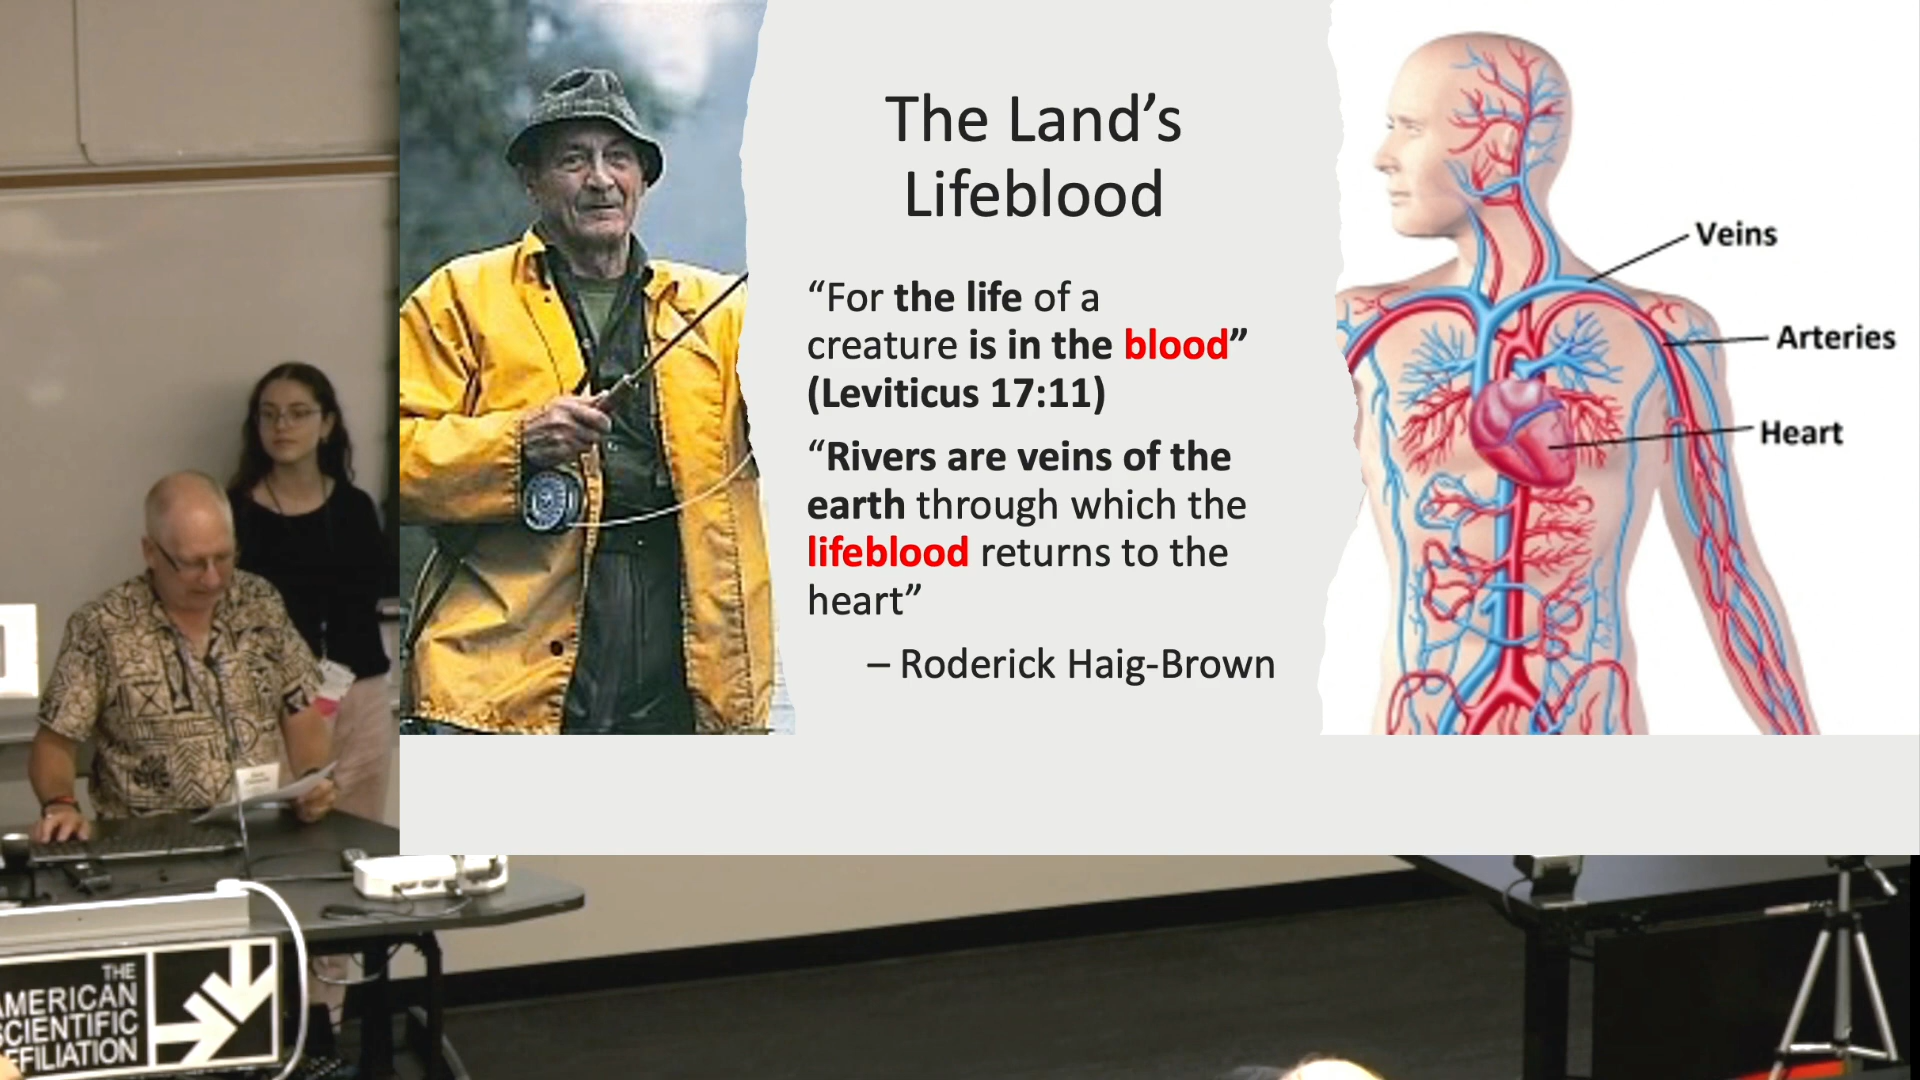 The Land’s
Lifeblood
“For the life of a
creature is in the blood”
(Leviticus 17:11)
“Rivers are veins of the
earth through which the
lifeblood returns to the
heart”
– Roderick Haig-Brown
Veins
Arteries
Heart
THE
AMERICAN
SCIENTIFIC
AFFILIATION